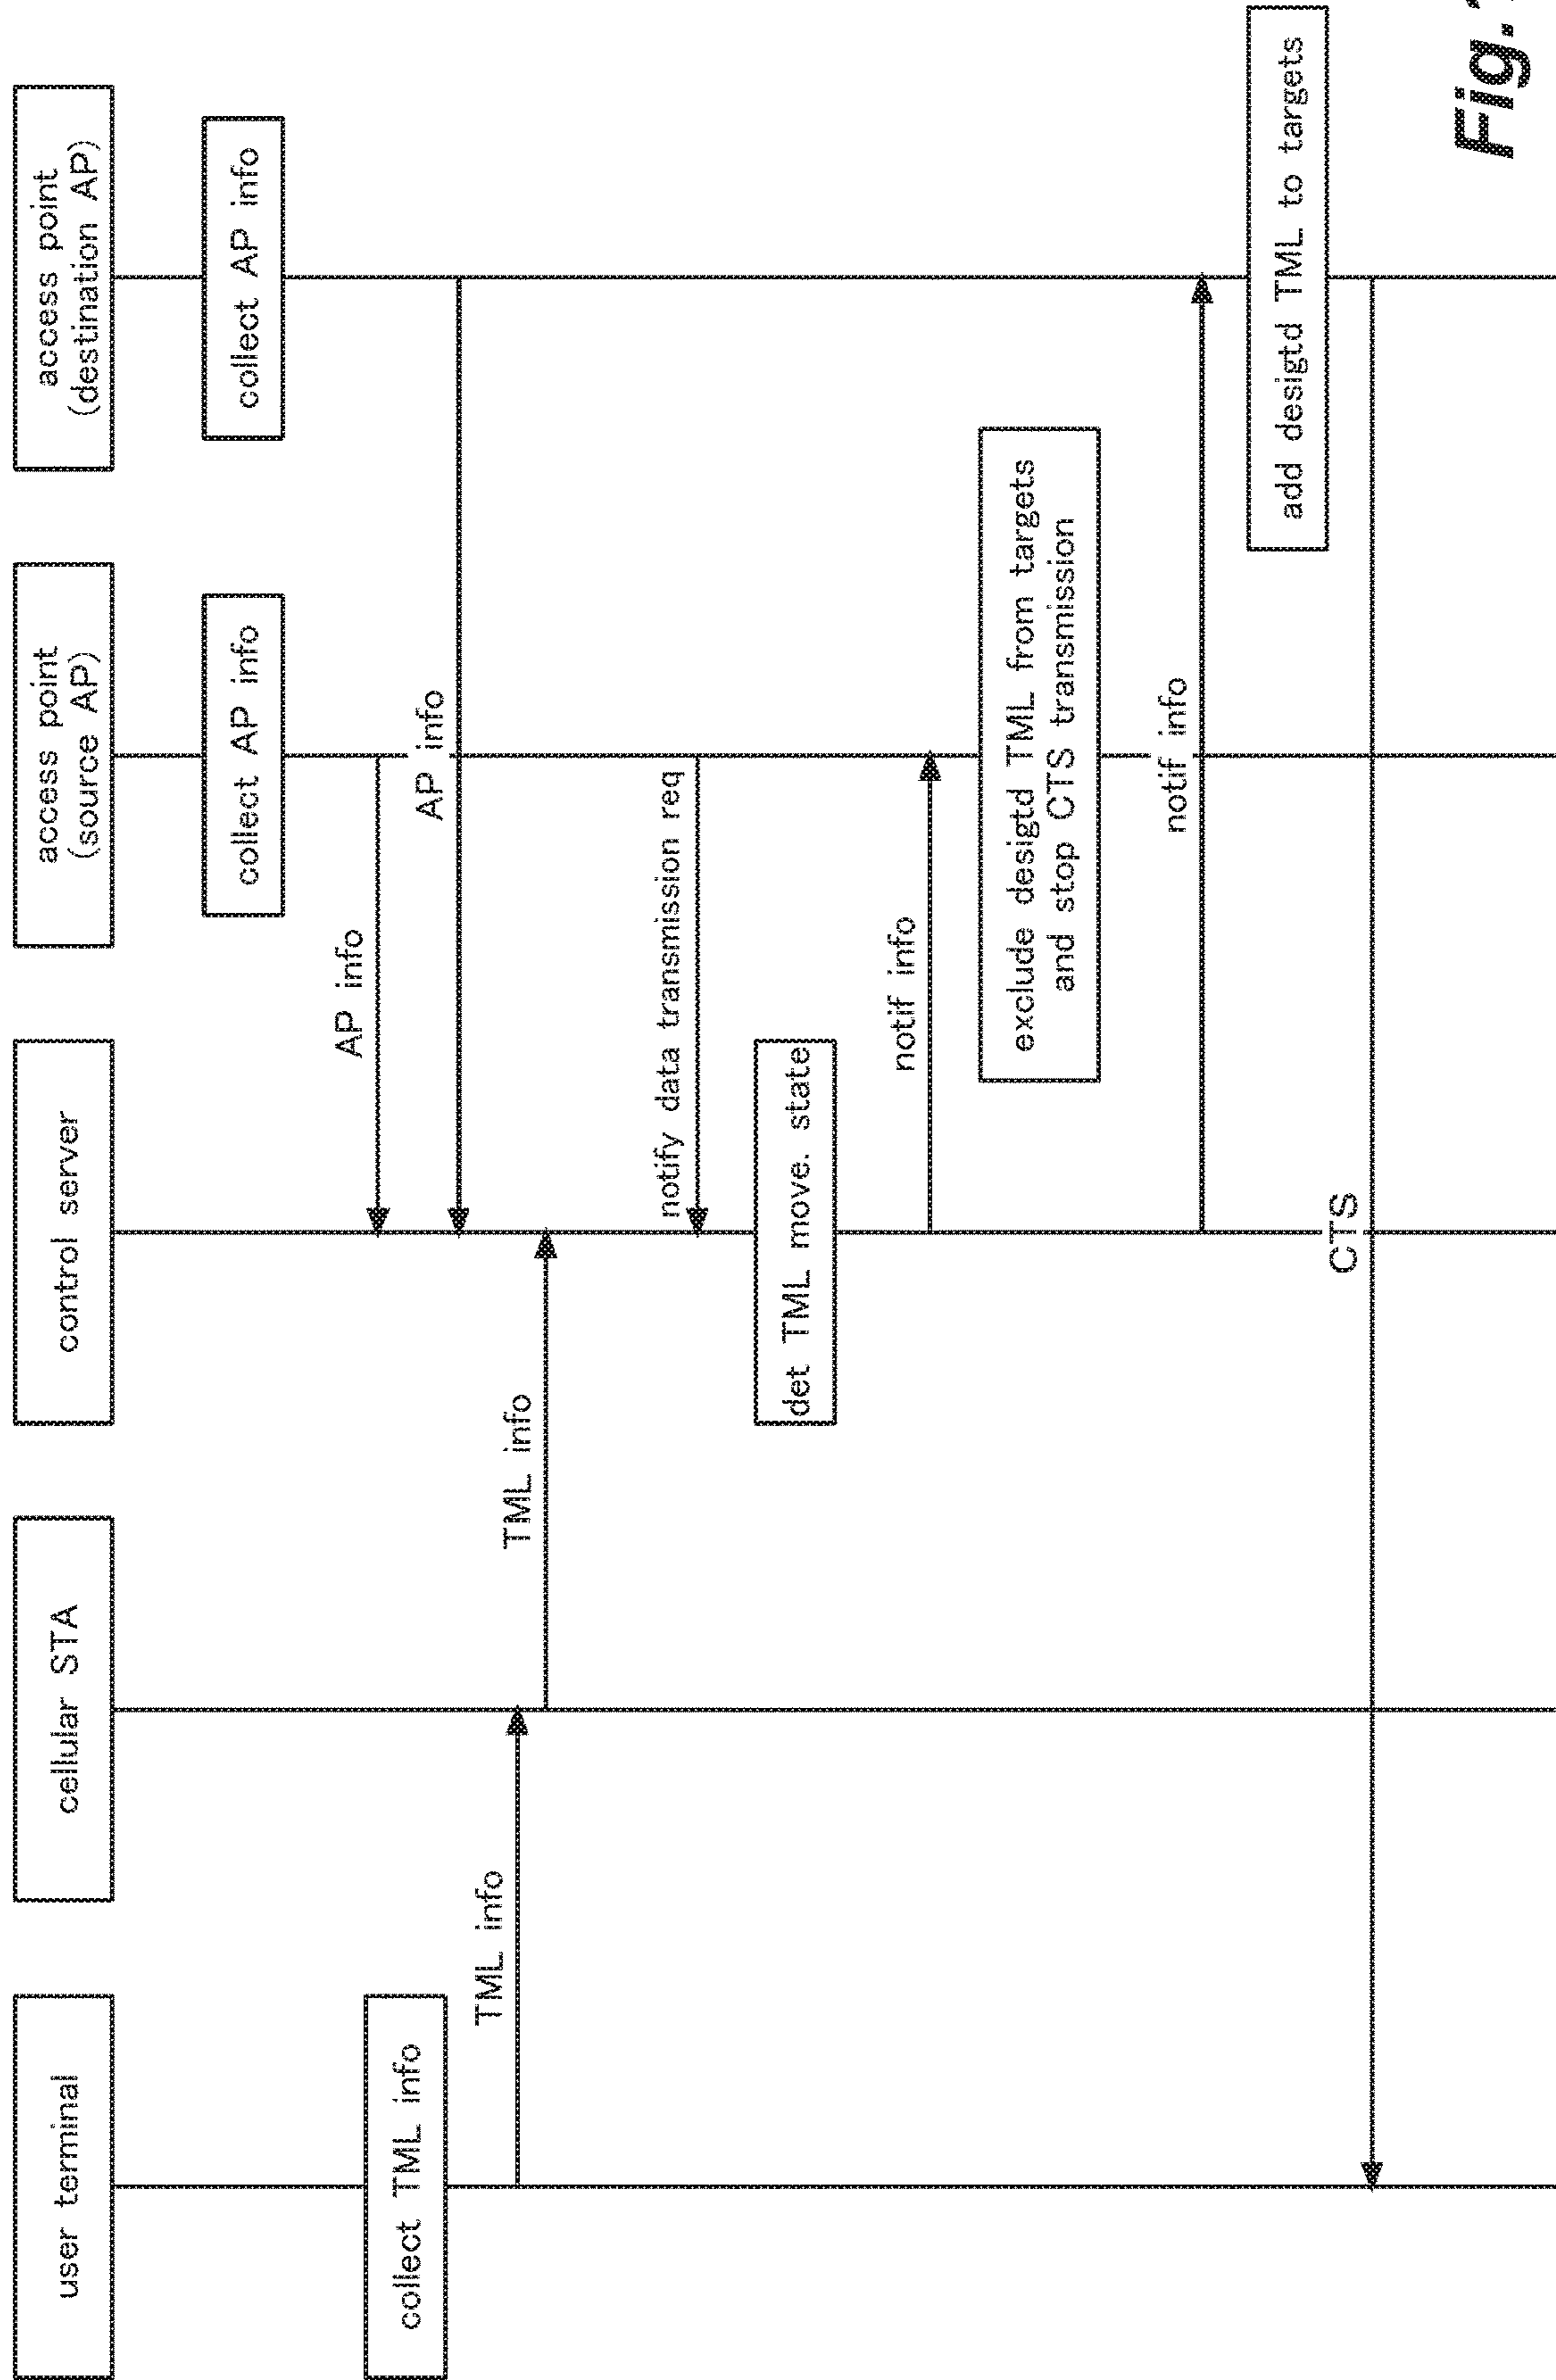 user terminal
cellular STA
control server
access point
(source AP)
access point
(destination AP)
collect AP info
collect AP info
AP info
collect TML info
AP info
TML info
TML info
notify data transmission req
det TML move. state
notif info
exclude desigtd TML from targets
and stop CTS transmission
notif info
add desigtd TML to targets
CTS
Fig.